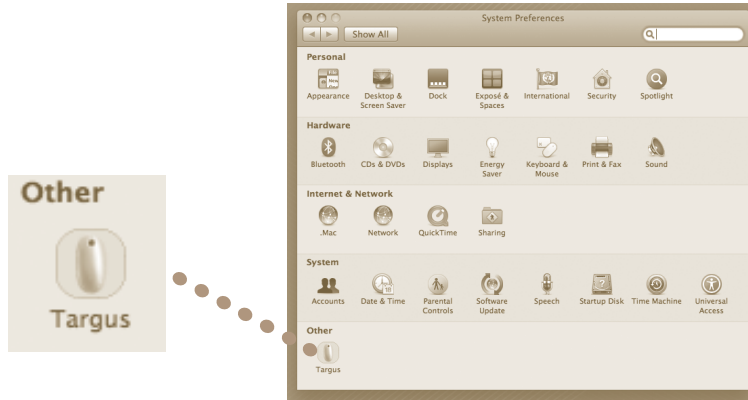 System Preferences
Show All
Personal
Appearance
Desktop &
Screen Saver
Dock
Exposé &
Spaces
International
Security
Spotlight
Hardware
Bluetooth
CDs & DVDs
Displays
Energy
Saver
Keyboard &
Mouse
Print & Fax
Sound
Internet & Network
.Mac
Network
QuickTime
Sharing
System
Accounts
Date & Time
Parental
Controls
Software
Update
Speech
Startup Disk
Time Machine
Universal
Access
Other
Targus
Other
Targus